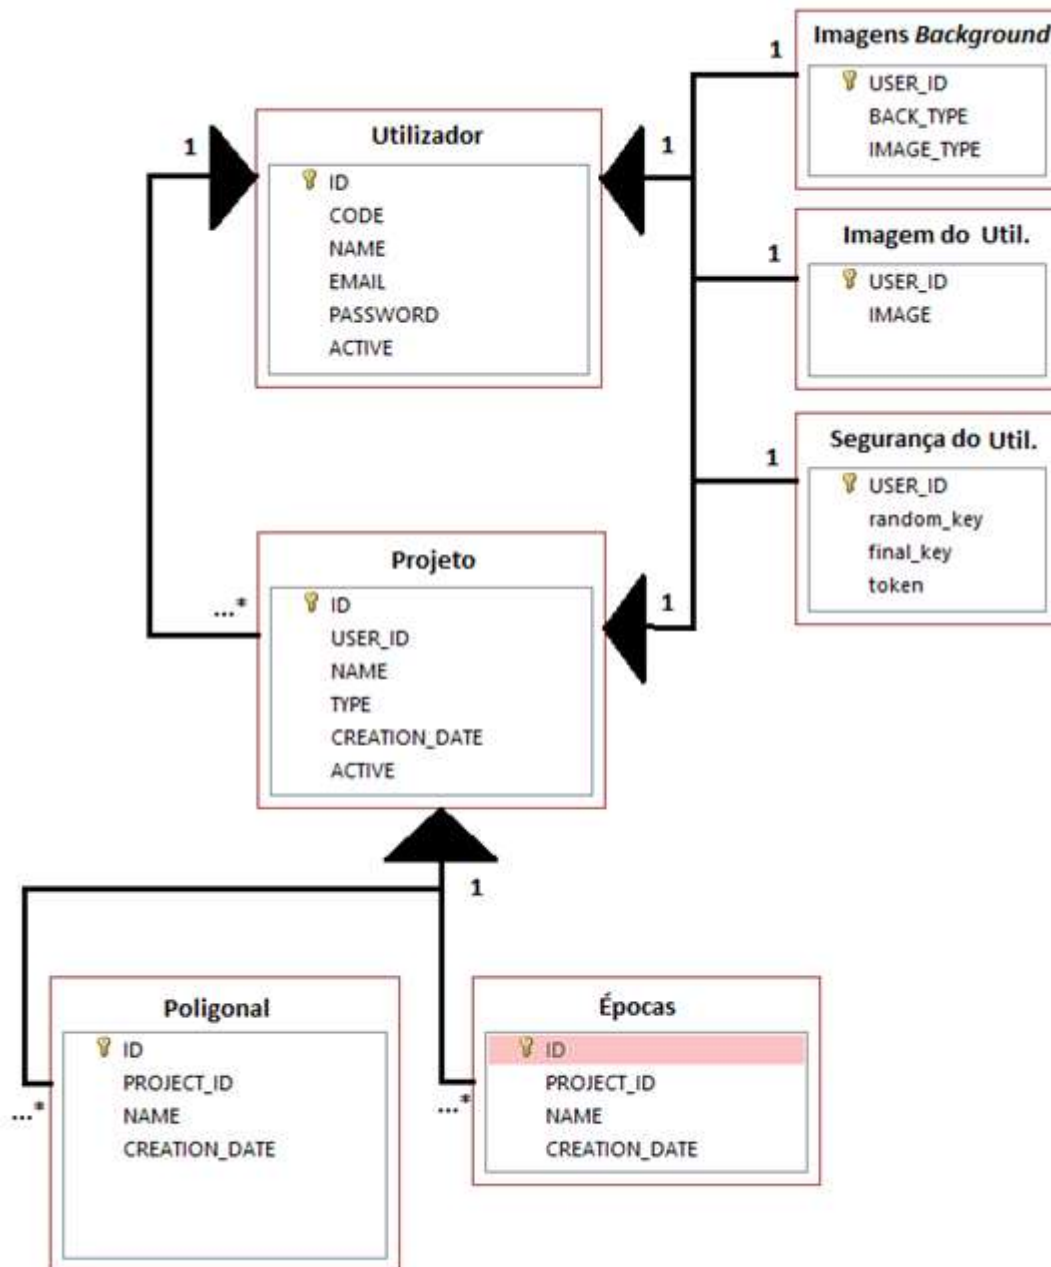 Imagens Background
1
USER_ID
BACK_TYPE
IMAGE_TYPE
1
Utilizador
1
ID
CODE
NAME
EMAIL
PASSWORD
ACTIVE
Imagem do Util.
1
USER_ID
IMAGE
Segurança do Util.
1
USER_ID
random_key
final_key
token
Projeto
...*
1
ID
USER_ID
NAME
TYPE
CREATION_DATE
ACTIVE
1
Poligonal
ID
PROJECT_ID
...*
NAME
CREATION_DATE
Épocas
ID
PROJECT_ID
...*
NAME
CREATION_DATE